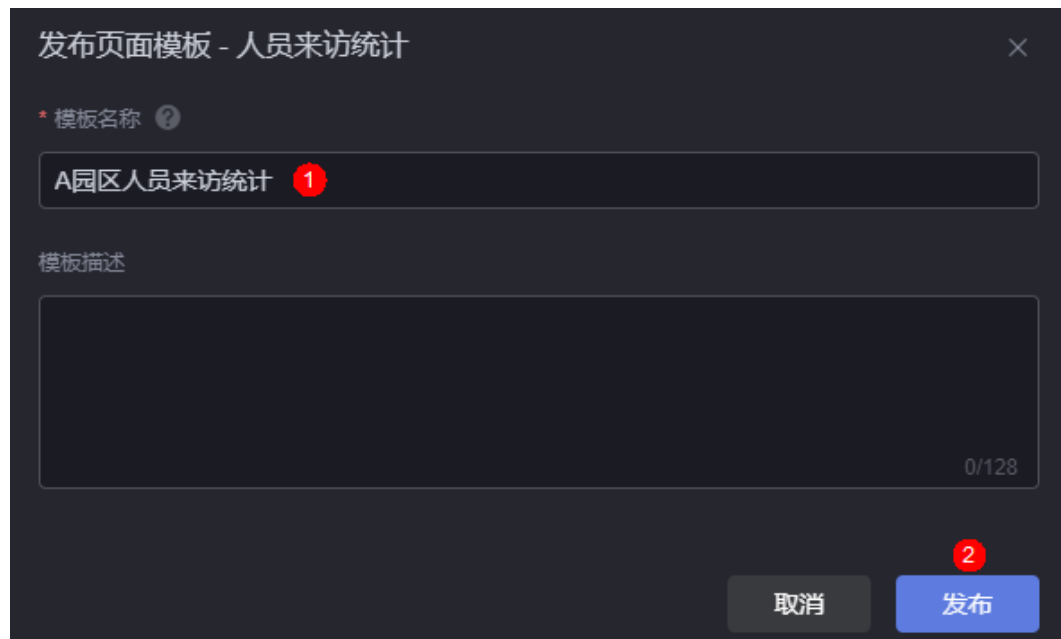 发布页面模板 - 人员来访统计
* 模板名称 ?
A园区人员来访统计 1
模板描述
0/128
2
取消 发布